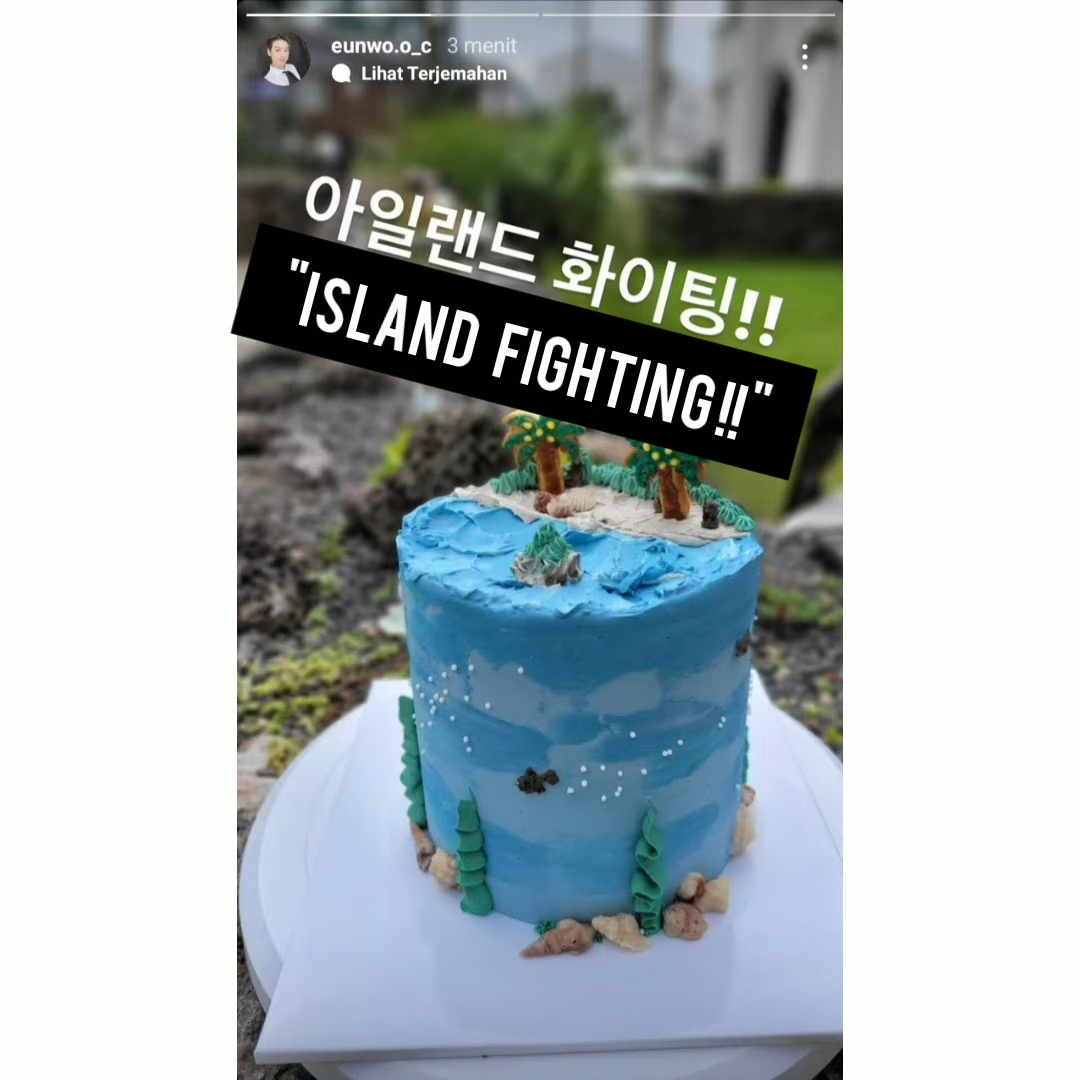 eunwo.o_c 3 menit
Lihat Terjemahan
아일랜드 화이팅!!
"ISLAND FIGHTING!!"